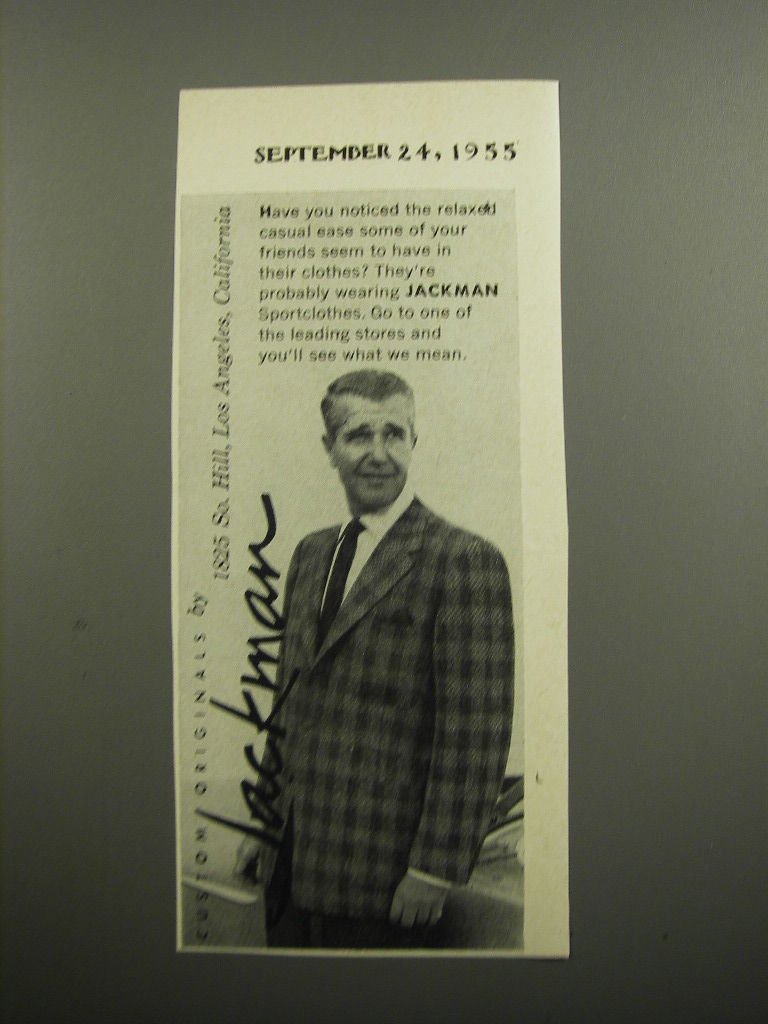 SEPTEMBER 24, 1955
Have you noticed the relaxed
casual ease some of your
friends seem to have in
their clothes? They're
probably wearing JACKMAN
Sportclothes. Go to one of
the leading stores and
you'll see what we mean.
CUSTOM ORIGINALS by
Jackman
1825 So. Hill, Los Angeles, California